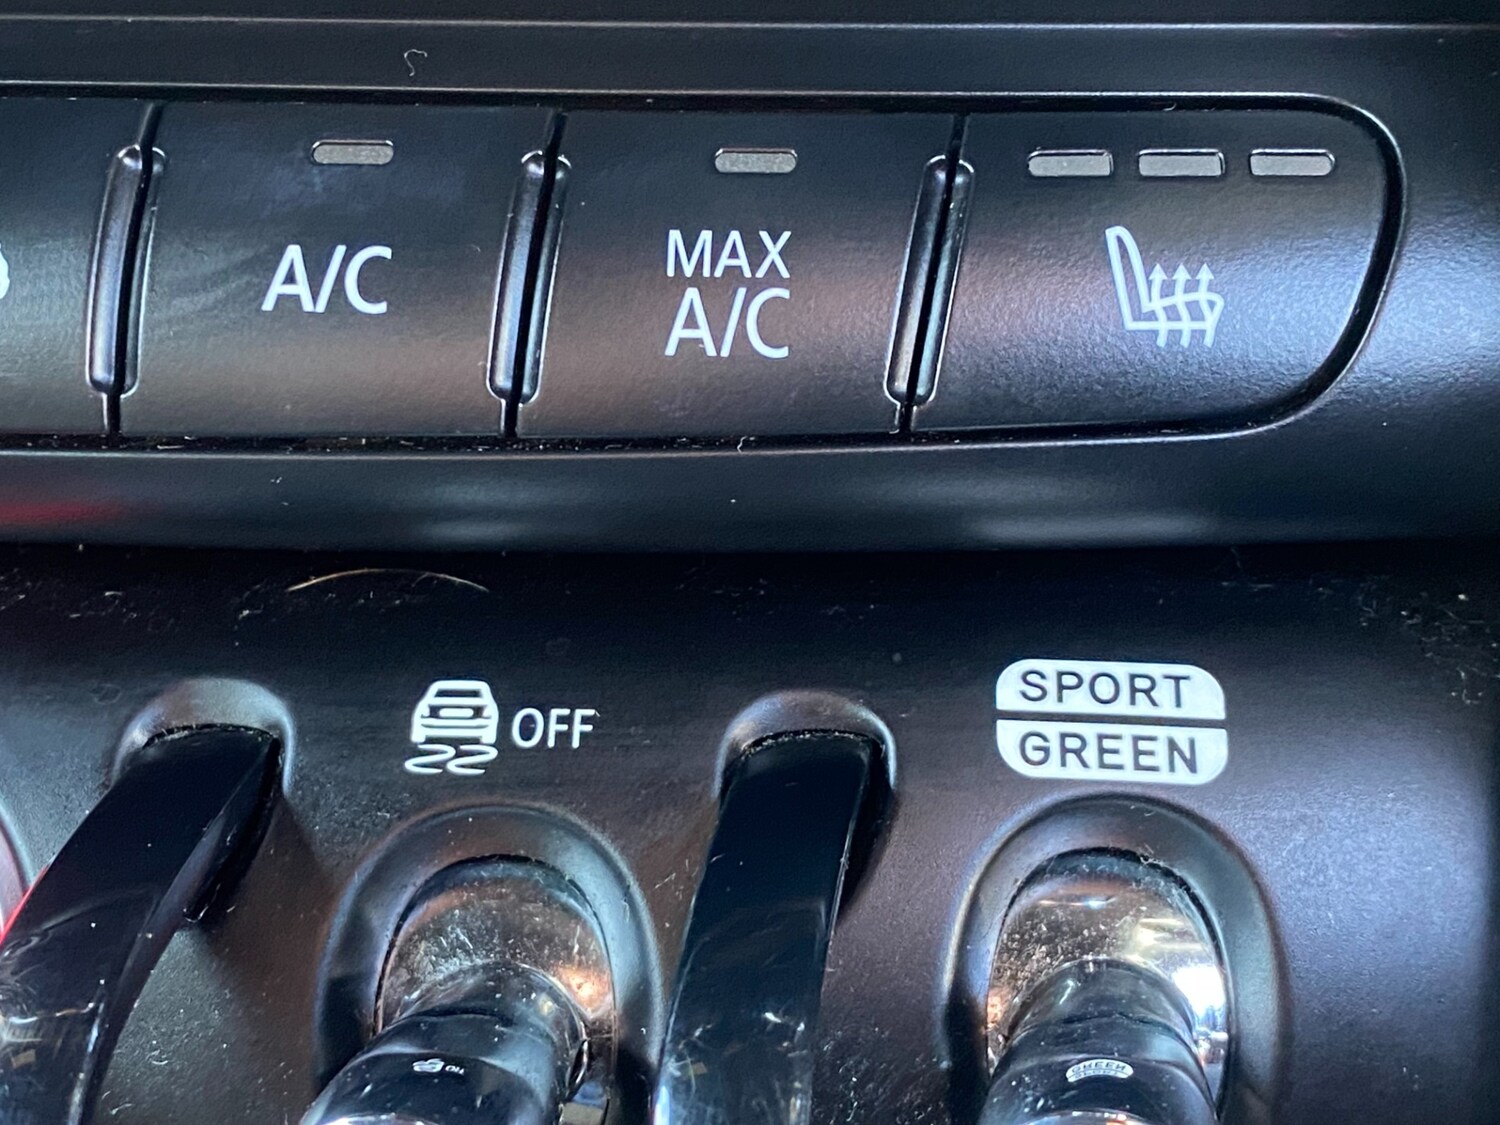 A/C
MAX
A/C
OFF
SPORT
GREEN